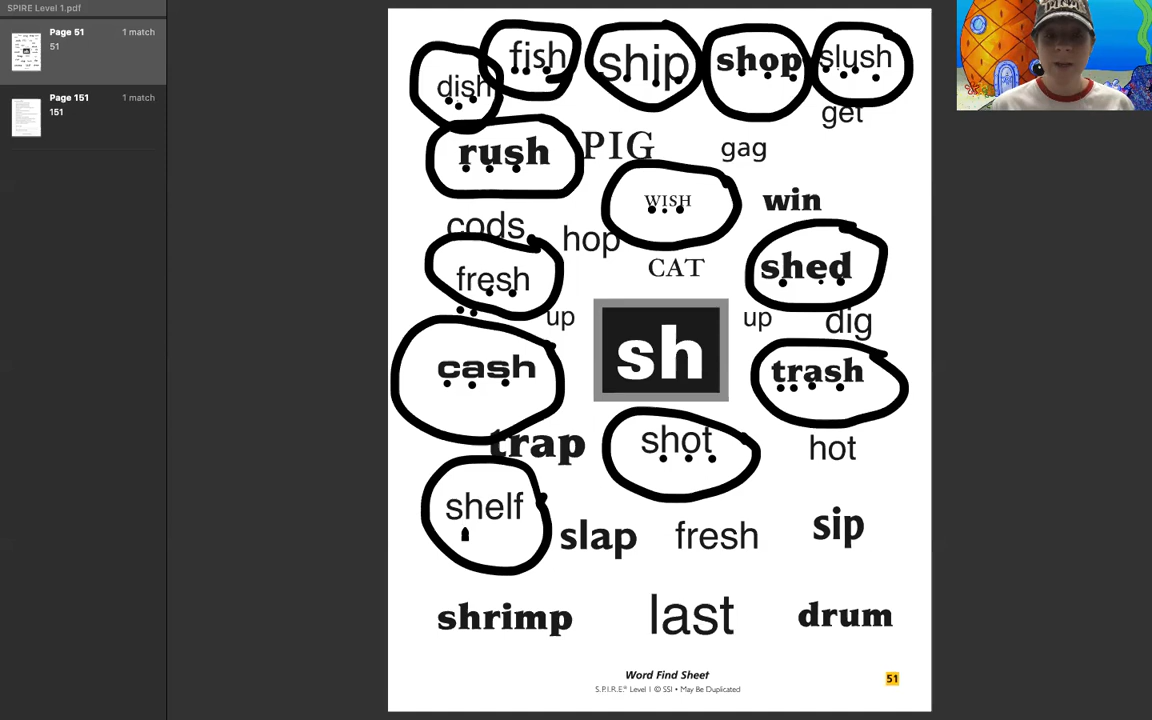 SPIRE Level 1.pdf
Page 51 1 match
51
Page 151 1 match
151
dish fish ship shop slush
get
rush PIG gag
WISH win
cods hop
fresh CAT shed
up up dig
sh
cash trash
trap shot hot
shelf
slap fresh sip
shrimp last drum
Word Find Sheet
S.P.I.R.E.® Level 1 © SSI • May Be Duplicated
51